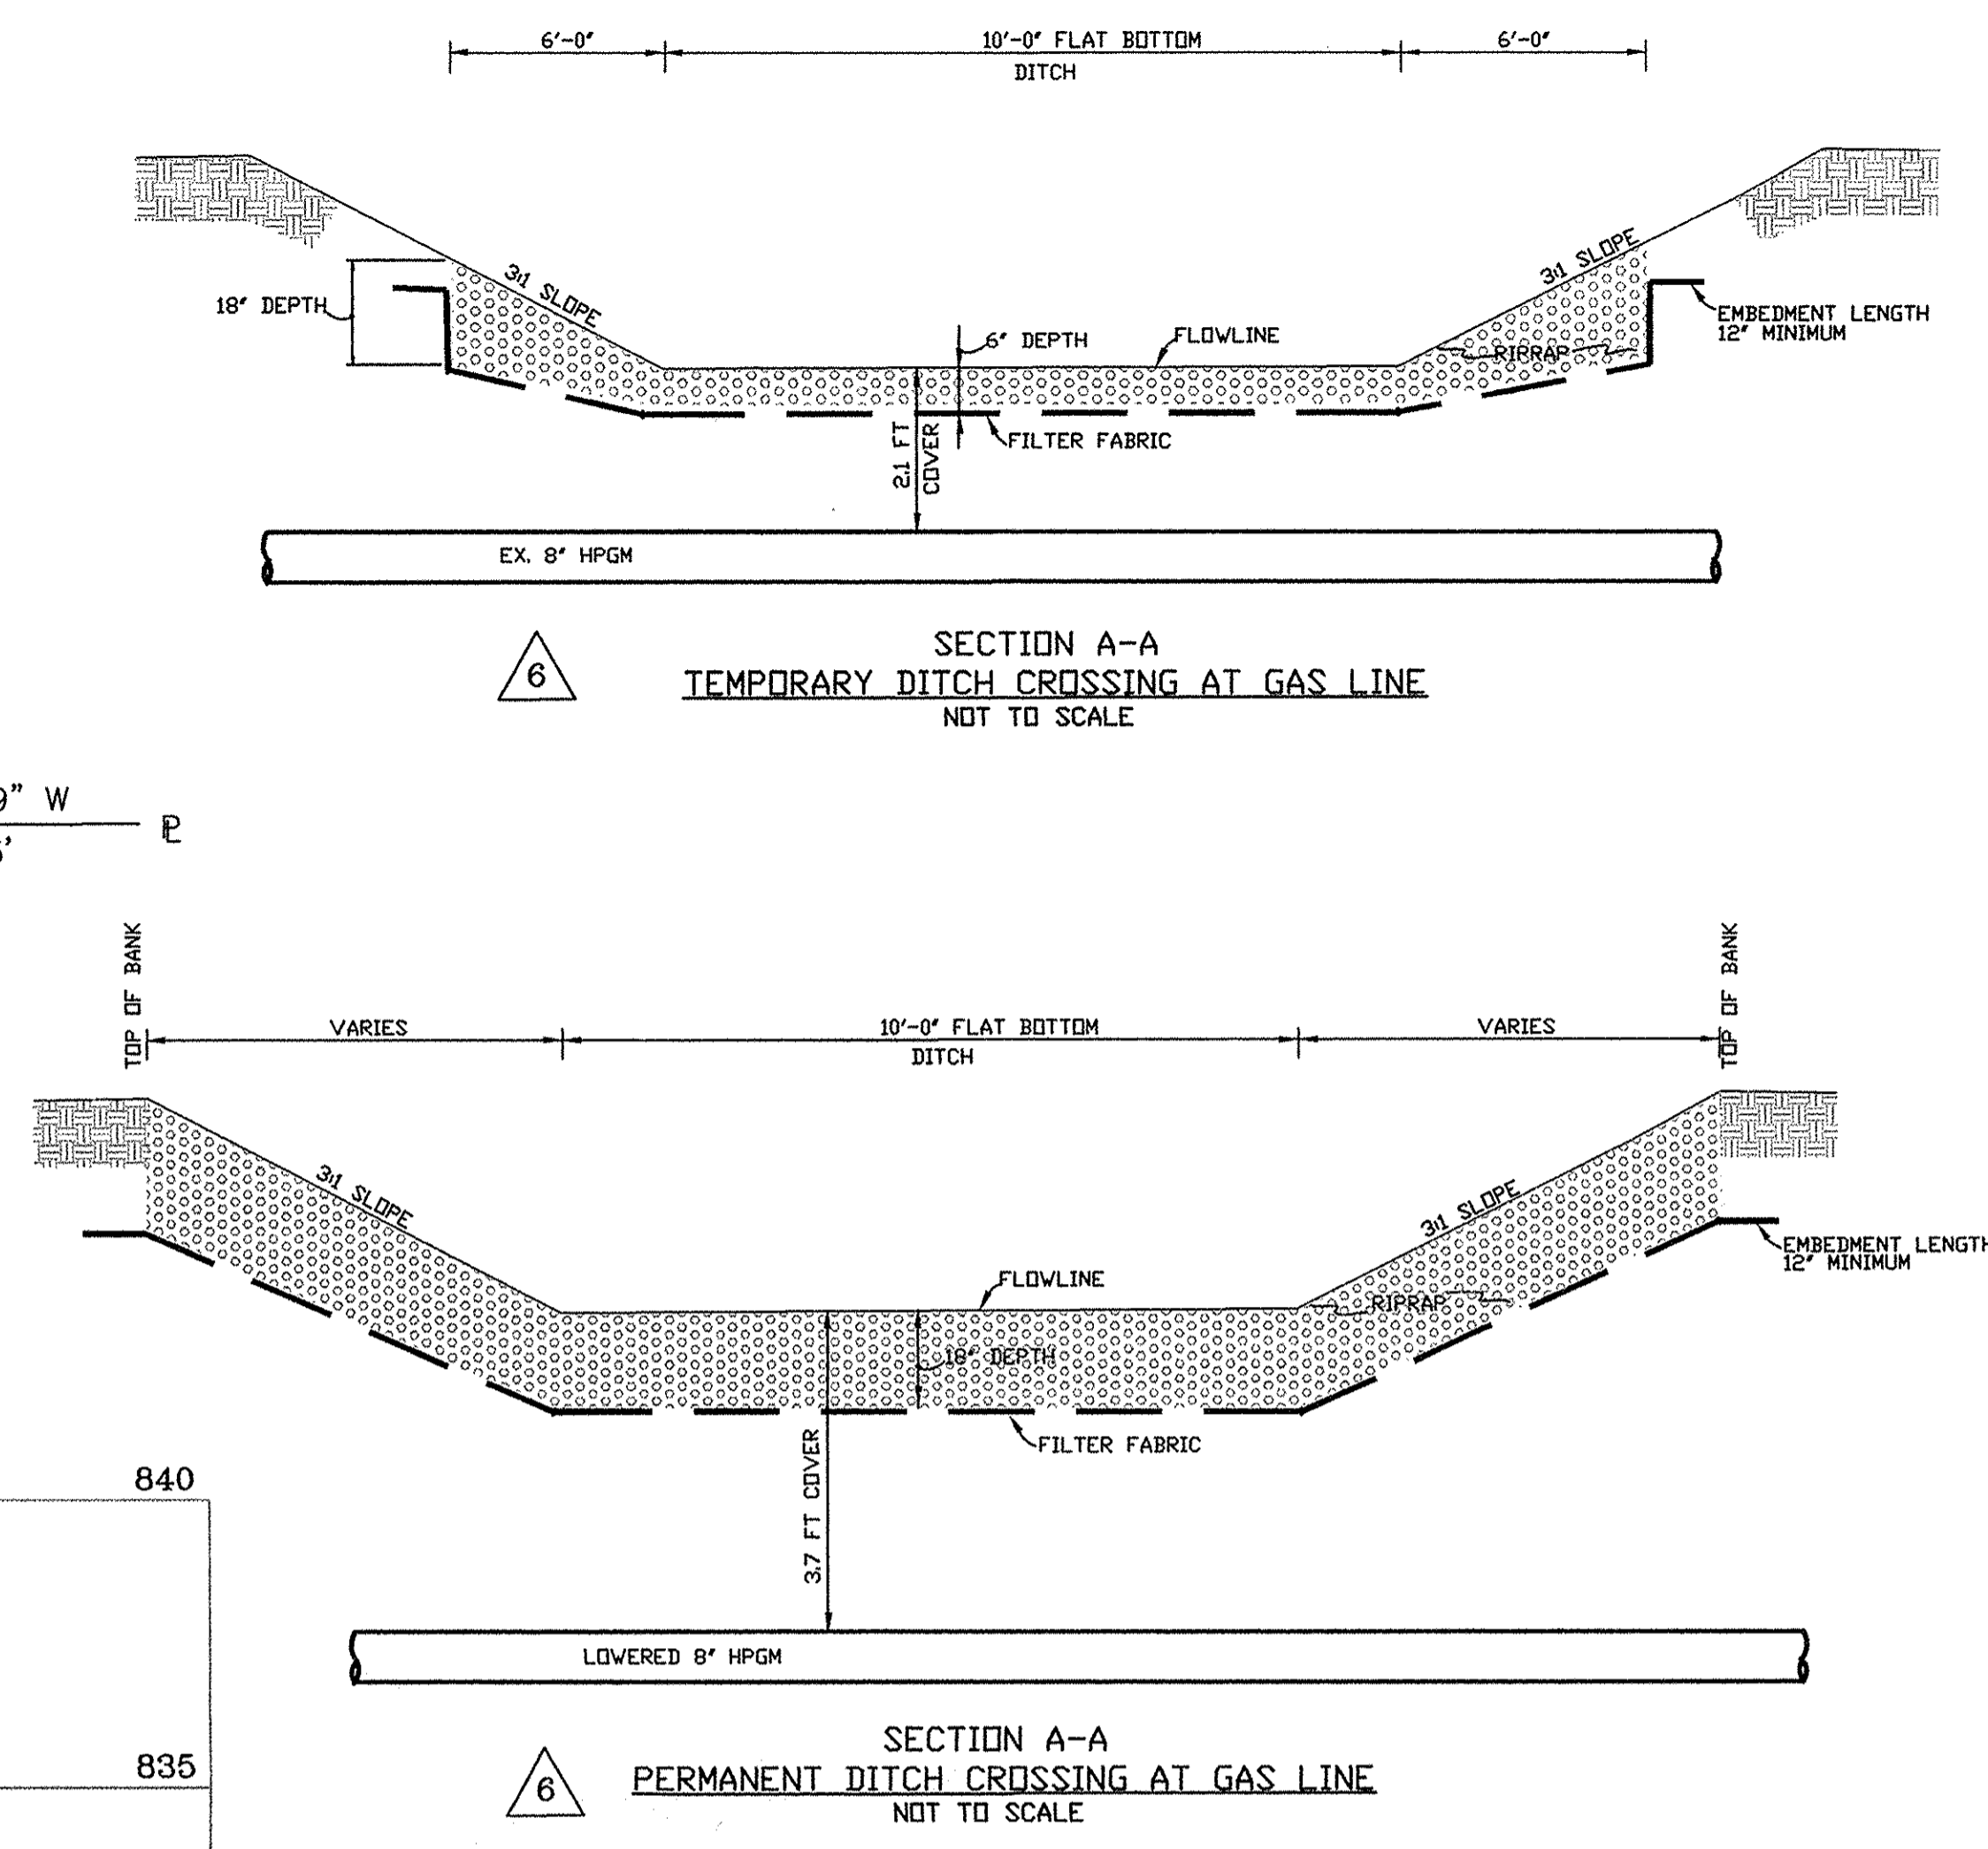 6'-0"
10'-0" FLAT BOTTOM
DITCH
6'-0"
3:1 SLOPE
3:1 SLOPE
18" DEPTH
6" DEPTH
FLOWLINE
EMBEDMENT LENGTH
12" MINIMUM
RIPRAP
2.1 FT
COVER
FILTER FABRIC
EX. 8" HPGM
6
SECTION A-A
TEMPORARY DITCH CROSSING AT GAS LINE
NOT TO SCALE
9" W
PL
TOP OF BANK
VARIES
10'-0" FLAT BOTTOM
DITCH
VARIES
TOP OF BANK
3:1 SLOPE
3:1 SLOPE
EMBEDMENT LENGTH
12" MINIMUM
FLOWLINE
RIPRAP
18" DEPTH
FILTER FABRIC
3.7 FT COVER
840
LOWERED 8" HPGM
6
SECTION A-A
835
PERMANENT DITCH CROSSING AT GAS LINE
NOT TO SCALE